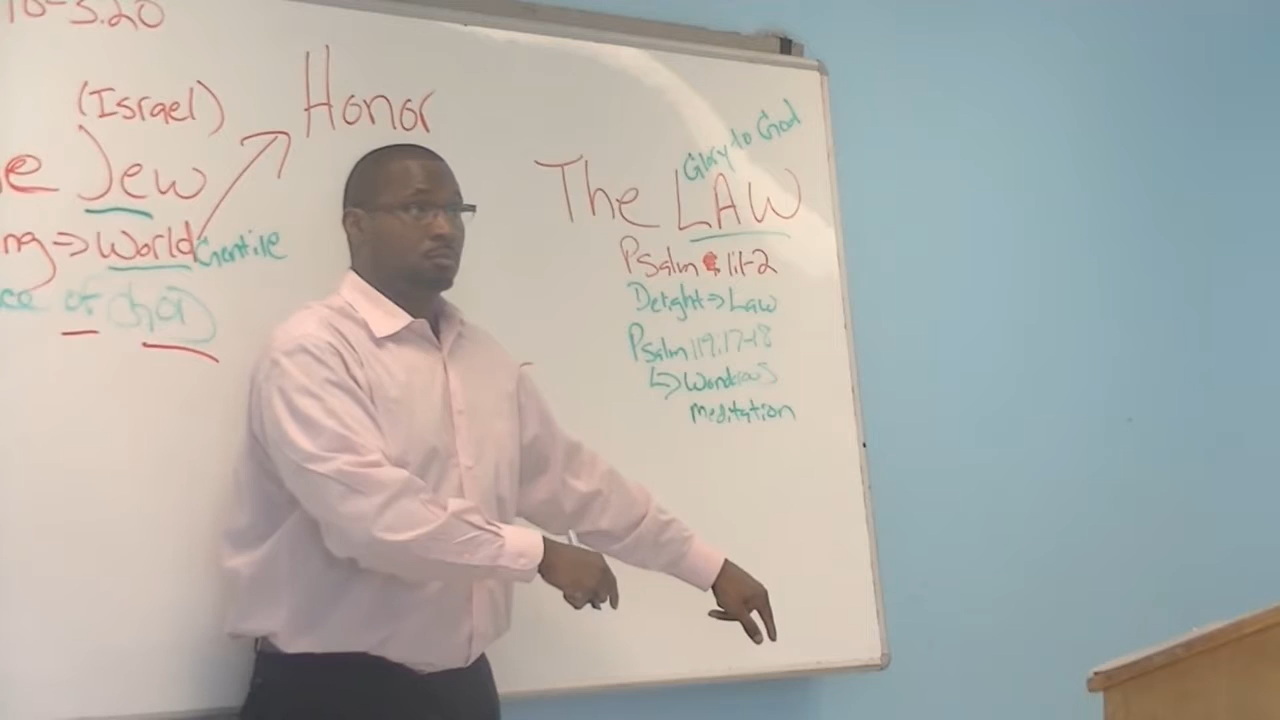 (Israel)
Jew
World Gentile
of GOD
Honor
Glory to God
The LAW
Psalm 1:1-2
Delight => Law
Psalm 119:17-18
↳ Wondrous
meditation